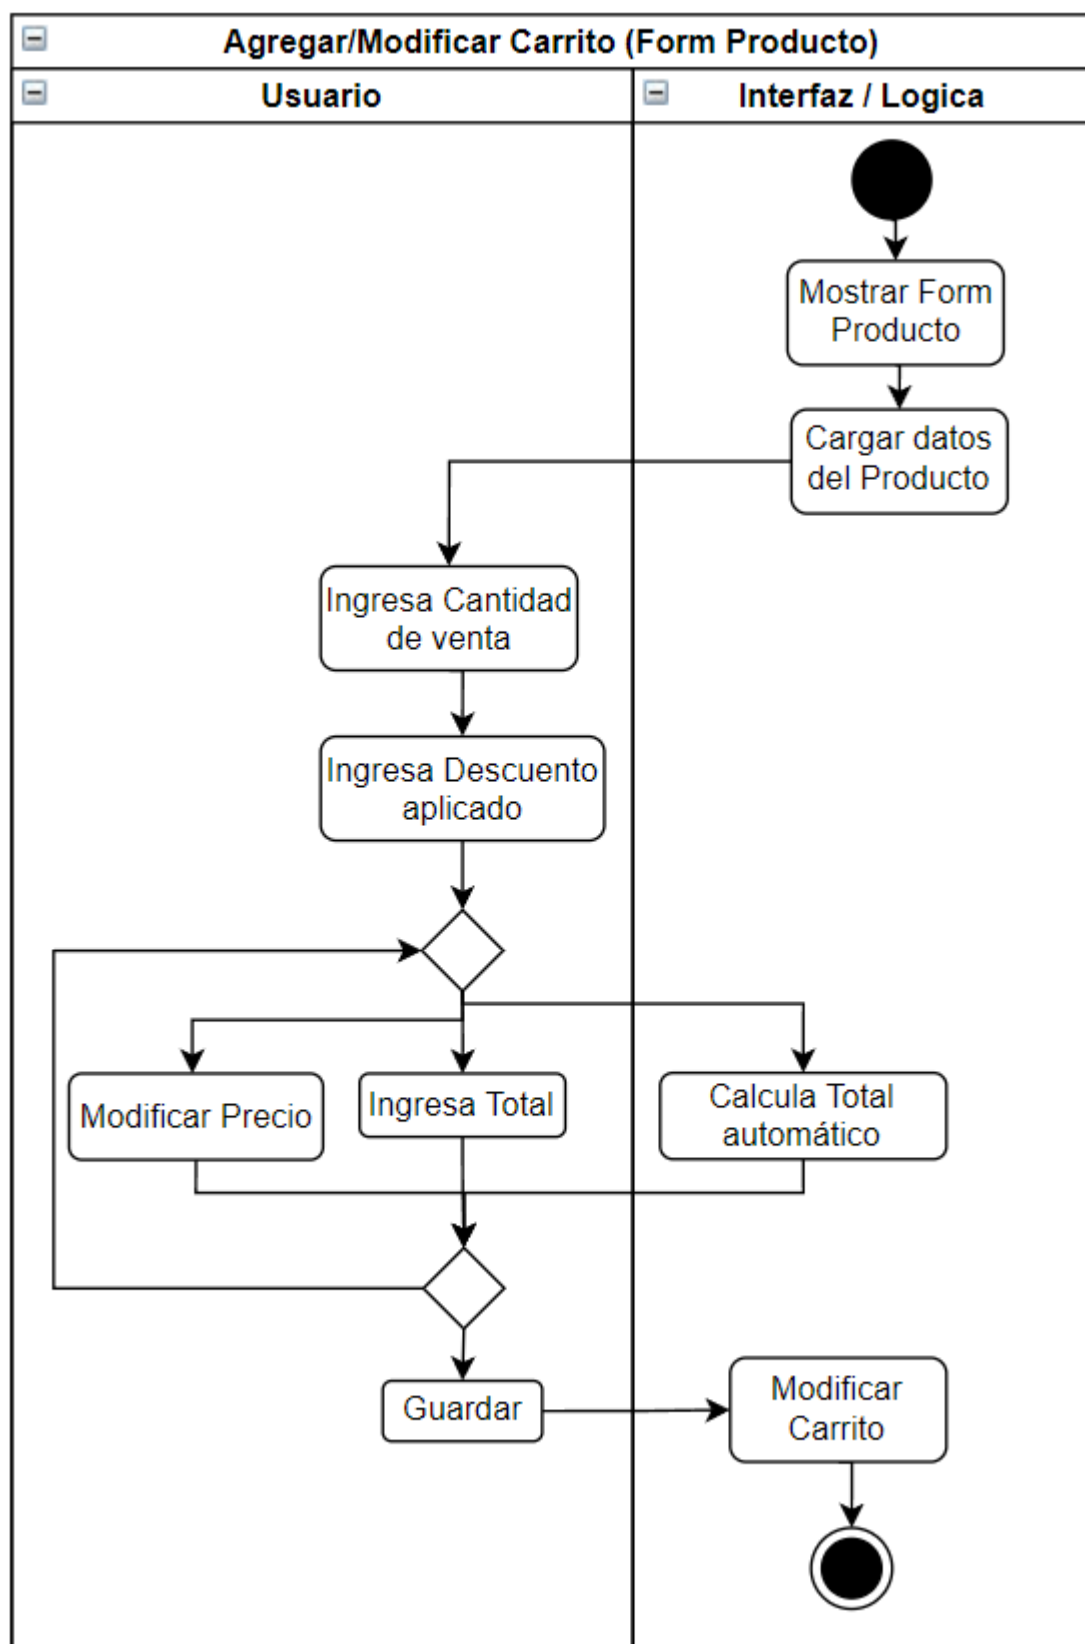 Agregar/Modificar Carrito (Form Producto)
Usuario
Interfaz / Logica
Mostrar Form
Producto
Cargar datos
del Producto
Ingresa Cantidad
de venta
Ingresa Descuento
aplicado
Modificar Precio
Ingresa Total
Calcula Total
automático
Guardar
Modificar
Carrito